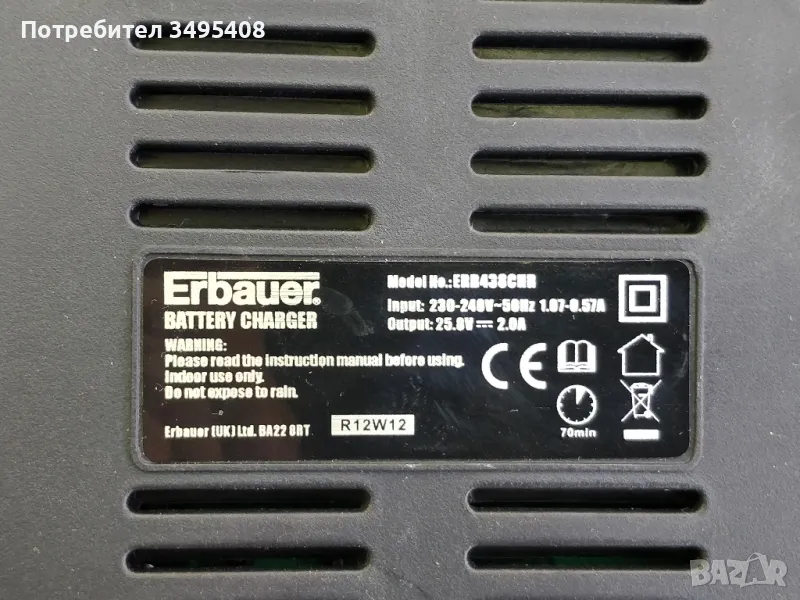 Потребител 3495408
Erbauer®
BATTERY CHARGER
Model No.: ERB438CHR
Input: 230-240V~50Hz 1.07-0.57A
Output: 25.0V⎓ 2.0A
WARNING:
Please read the instruction manual before using.
Indoor use only.
Do not expose to rain.
Erbauer (UK) Ltd. BA22 8RT
R12W12
CE
70min
BAZAR